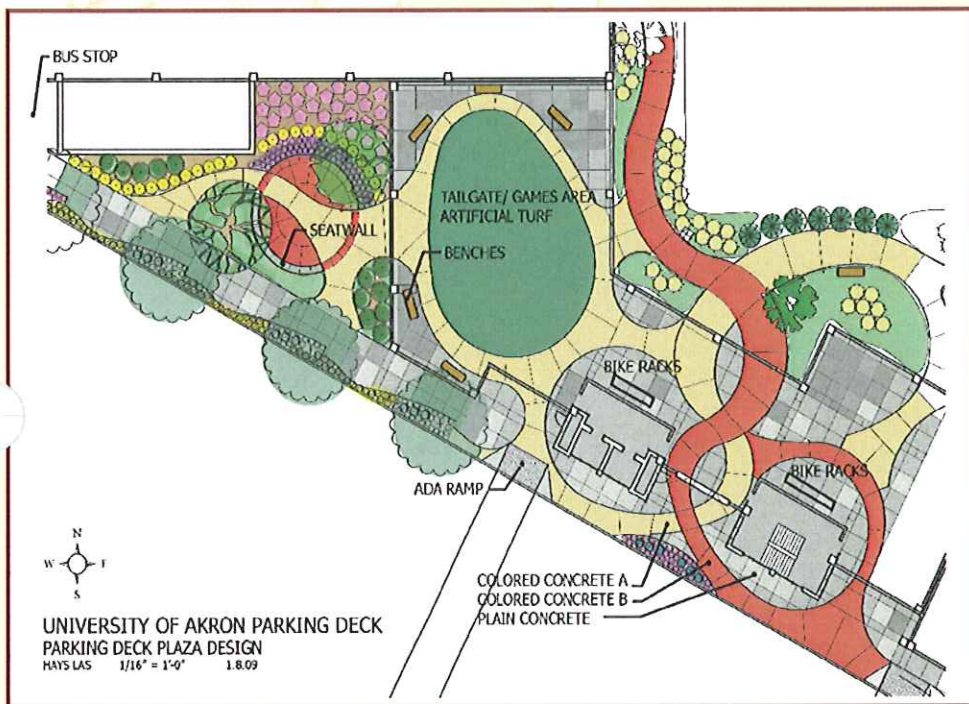 BUS STOP
TAILGATE/ GAMES AREA
ARTIFICIAL TURF
SEATWALL
BENCHES
BIKE RACKS
BIKE RACKS
ADA RAMP
COLORED CONCRETE A
COLORED CONCRETE B
PLAIN CONCRETE
N
W E
S
UNIVERSITY OF AKRON PARKING DECK
PARKING DECK PLAZA DESIGN
HAYS LAS 1/16" = 1'-0" 1.8.09